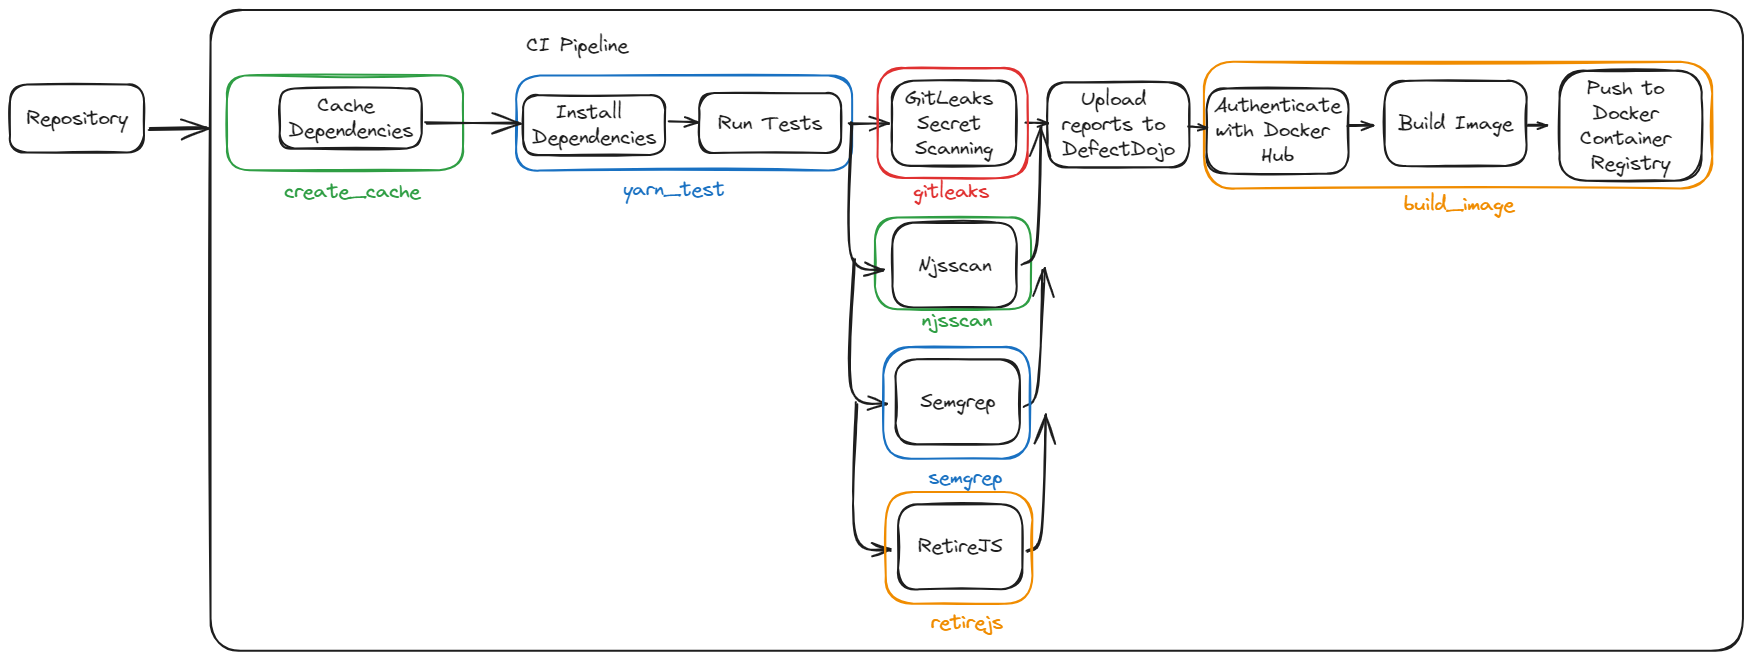 CI Pipeline
Repository
Cache
Dependencies
create_cache
Install
Dependencies
Run Tests
yarn_test
GitLeaks
Secret
Scanning
gitleaks
Njsscan
njsscan
Semgrep
semgrep
RetireJS
retirejs
Upload
reports to
DefectDojo
Authenticate
with Docker
Hub
Build Image
Push to
Docker
Container
Registry
build_image